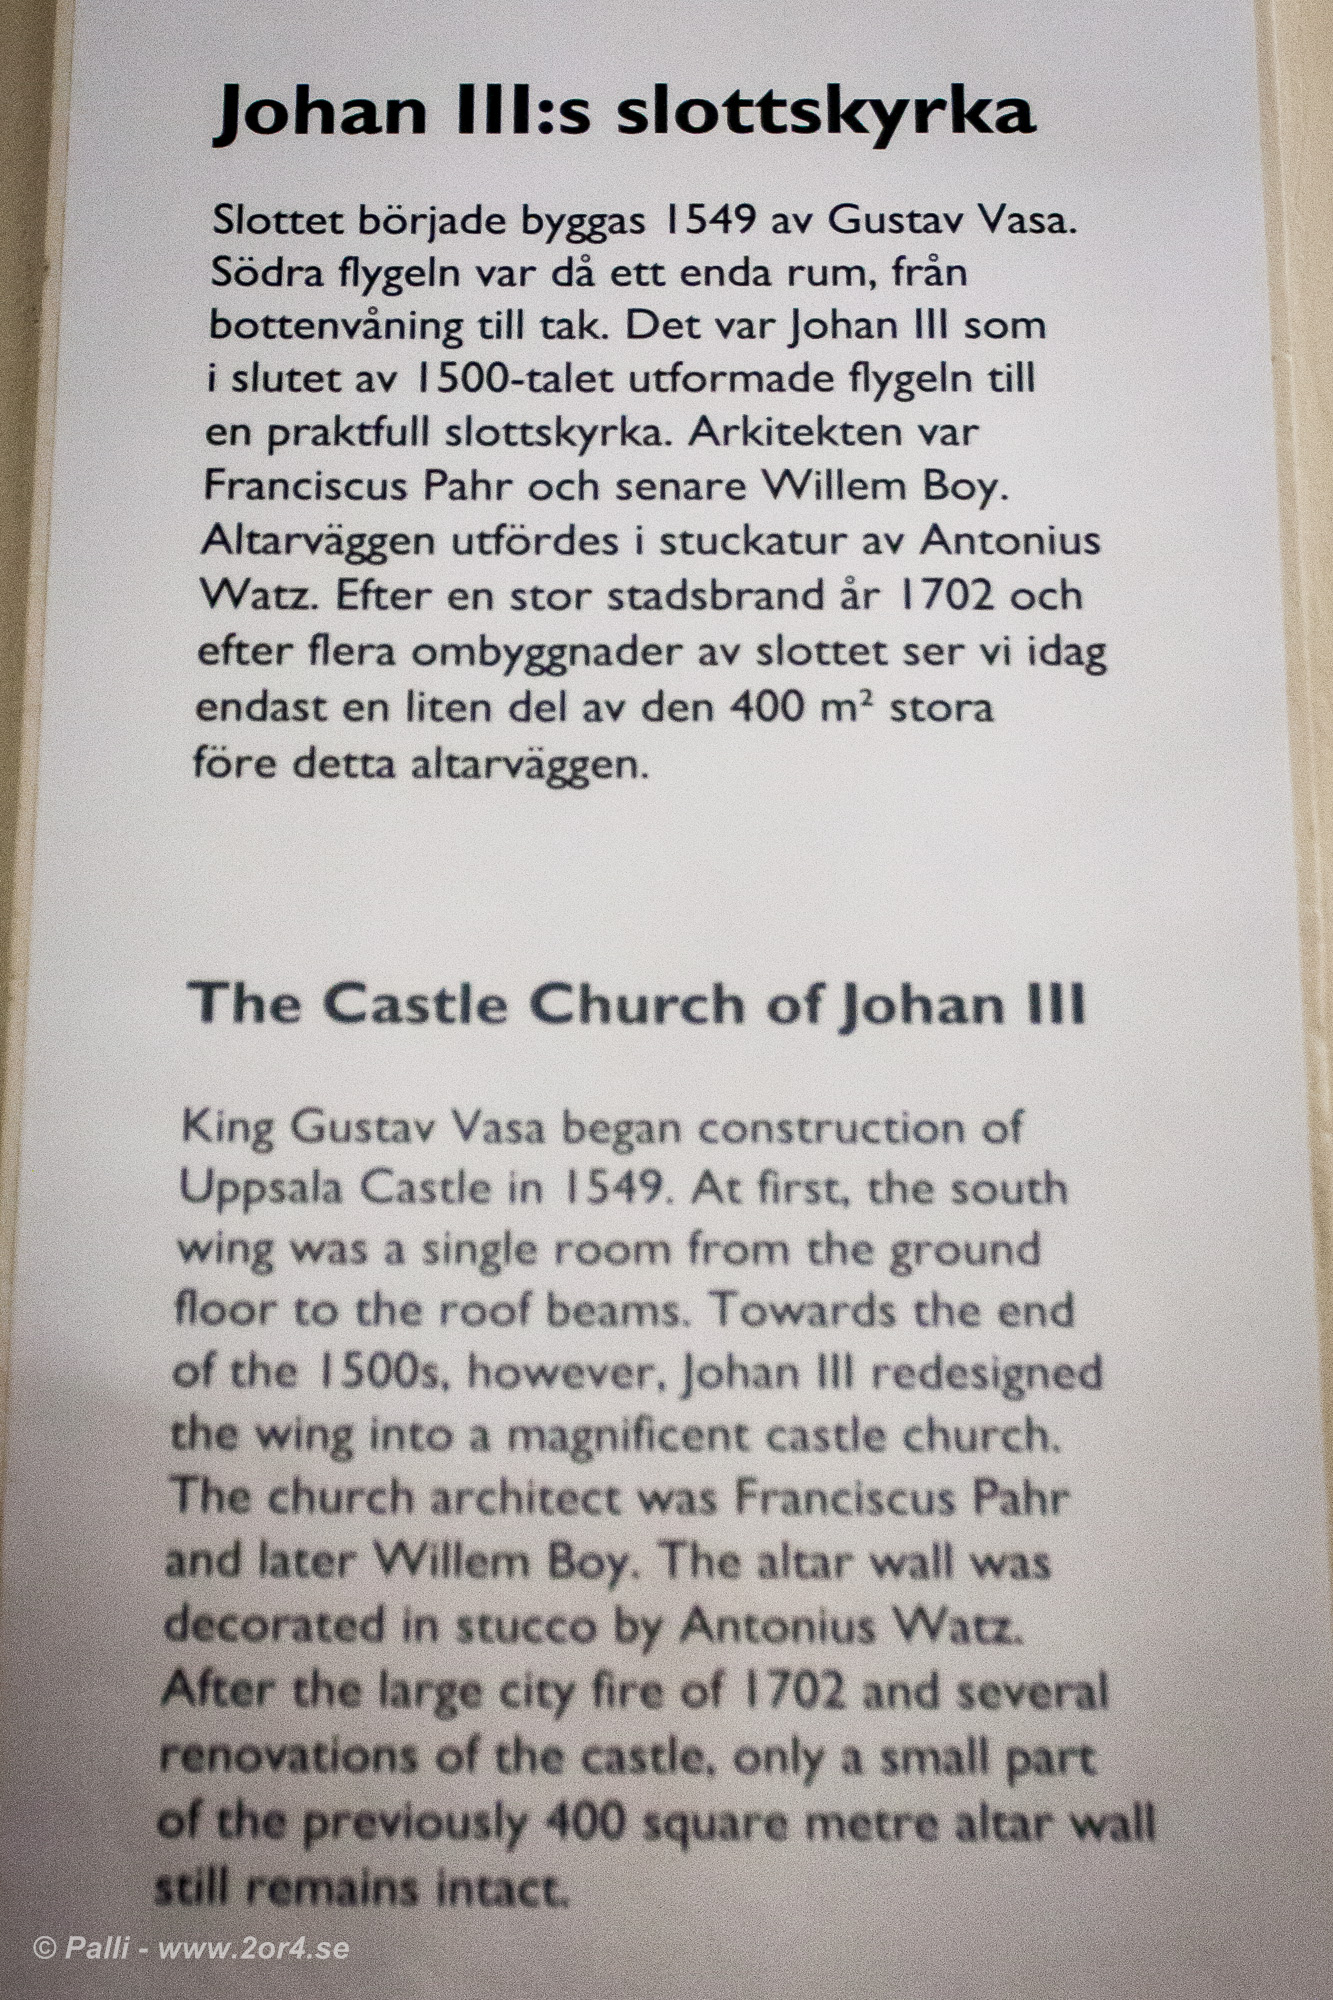 Johan III:s slottskyrka
Slottet började byggas 1549 av Gustav Vasa.
Södra flygeln var då ett enda rum, från
bottenvåning till tak. Det var Johan III som
i slutet av 1500-talet utformade flygeln till
en praktfull slottskyrka. Arkitekten var
Franciscus Pahr och senare Willem Boy.
Altarväggen utfördes i stuckatur av Antonius
Watz. Efter en stor stadsbrand år 1702 och
efter flera ombyggnader av slottet ser vi idag
endast en liten del av den 400 m² stora
före detta altarväggen.
The Castle Church of Johan III
King Gustav Vasa began construction of
Uppsala Castle in 1549. At first, the south
wing was a single room from the ground
floor to the roof beams. Towards the end
of the 1500s, however, Johan III redesigned
the wing into a magnificent castle church.
The church architect was Franciscus Pahr
and later Willem Boy. The altar wall was
decorated in stucco by Antonius Watz.
After the large city fire of 1702 and several
renovations of the castle, only a small part
of the previously 400 square metre altar wall
still remains intact.
© Palli - www.2or4.se